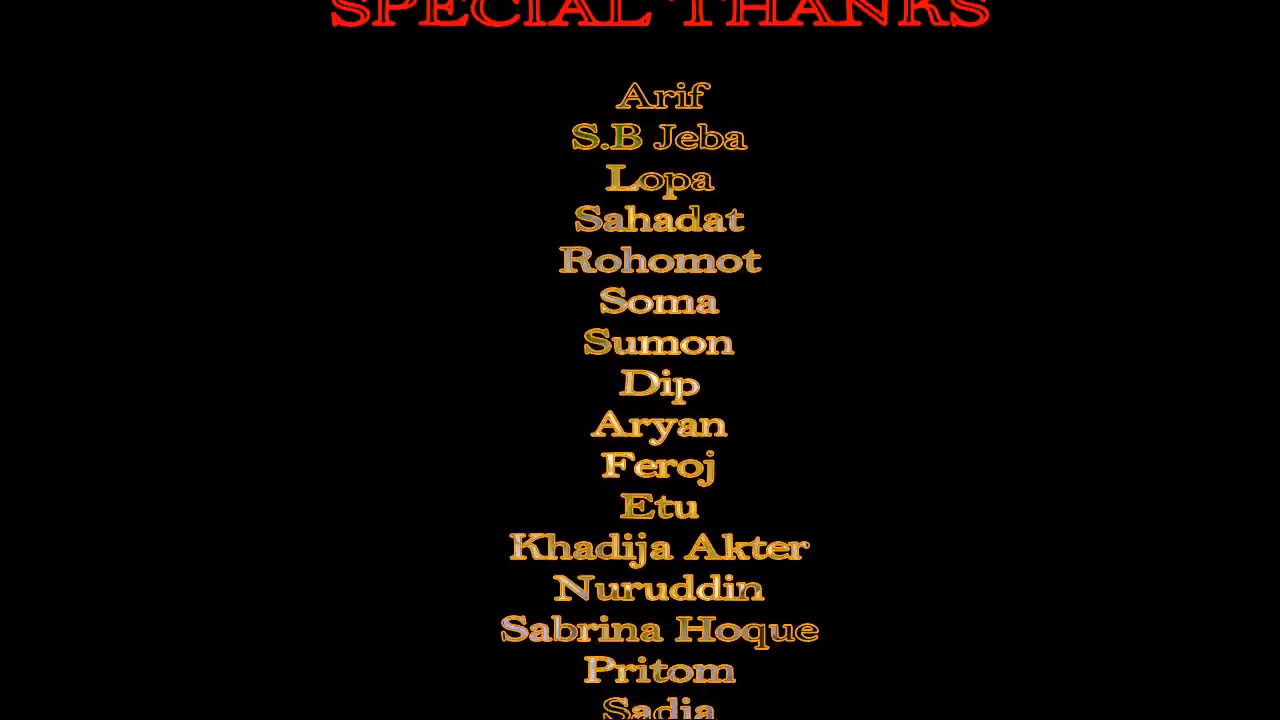 SPECIAL THANKS
Arif
S.B Jeba
Lopa
Sahadat
Rohomot
Soma
Sumon
Dip
Aryan
Feroj
Etu
Khadija Akter
Nuruddin
Sabrina Hoque
Pritom
Sadia